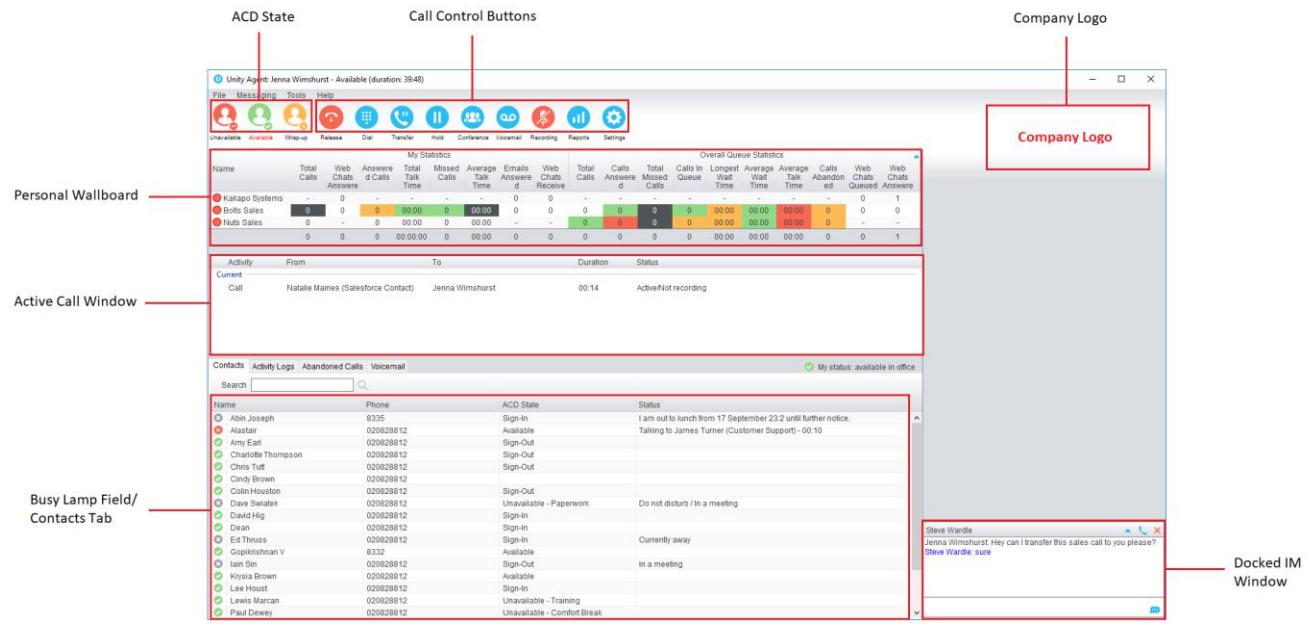 ACD State
Call Control Buttons
Company Logo
Unity Agent: Jenna Wimshurst - Available (duration: 39:48)
File Messaging Tools Help
Unavailable Available Wrap-up Release Dial Transfer Hold Conference Voicemail Recording Reports Settings
Company Logo
Personal Wallboard
My Statistics Overall Queue Statistics
Name Total Web Answere Total Missed Average Emails Web Total Calls Total Calls In Longest Average Average Calls Web Web
Calls Chats d Calls Talk Calls Talk Answere Chats Calls Answere Missed Queue Wait Wait Talk Abandon Chats Chats
Answere Time Time d Receive d Calls Time Time Time ed Queued Answere
Kakapo Systems - 0 - - - - 0 0 - - - - - - - - 0 1
Bolts Sales 0 0 0 00:00 0 00:00 0 0 0 0 0 0 00:00 00:00 00:00 0 0 0
Nuts Sales 0 - 0 00:00 0 00:00 - - 0 0 0 0 00:00 00:00 00:00 0 - -
0 0 0 00:00:00 0 00:00 0 0 0 0 0 0 00:00 00:00 00:00 0 0 1
Active Call Window
Activity From To Duration Status
Current
Call Natalie Maines (Salesforce Contact) Jenna Wimshurst 00:14 Active/Not recording
Contacts Activity Logs Abandoned Calls Voicemail My status: available in office
Search
Busy Lamp Field/
Contacts Tab
Name Phone ACD State Status
Abin Joseph 8335 Sign-In I am out to lunch from 17 September 23:2 until further notice.
Alastair 020828812 Available Talking to James Turner (Customer Support) - 00:10
Amy Earl 020828812 Sign-Out
Charlotte Thompson 020828812 Sign-Out
Chris Tutt 020828812 Sign-Out
Cindy Brown 020828812
Colin Houston 020828812 Sign-Out
Dave Swiatek 020828812 Unavailable - Paperwork Do not disturb / In a meeting
David Hig 020828812 Sign-In
Dean 020828812 Sign-In
Ed Thruss 020828812 Sign-In Currently away
Gopikrishnan V 8332 Available
Iain Sin 020828812 Sign-Out In a meeting
Krysia Brown 020828812 Available
Lee Houst 020828812 Sign-In
Lewis Marcan 020828812 Unavailable - Training
Paul Dewey 020828812 Unavailable - Comfort Break
Steve Wardle
Jenna Wimshurst: Hey can I transfer this sales call to you please?
Steve Wardle: sure
Docked IM
Window